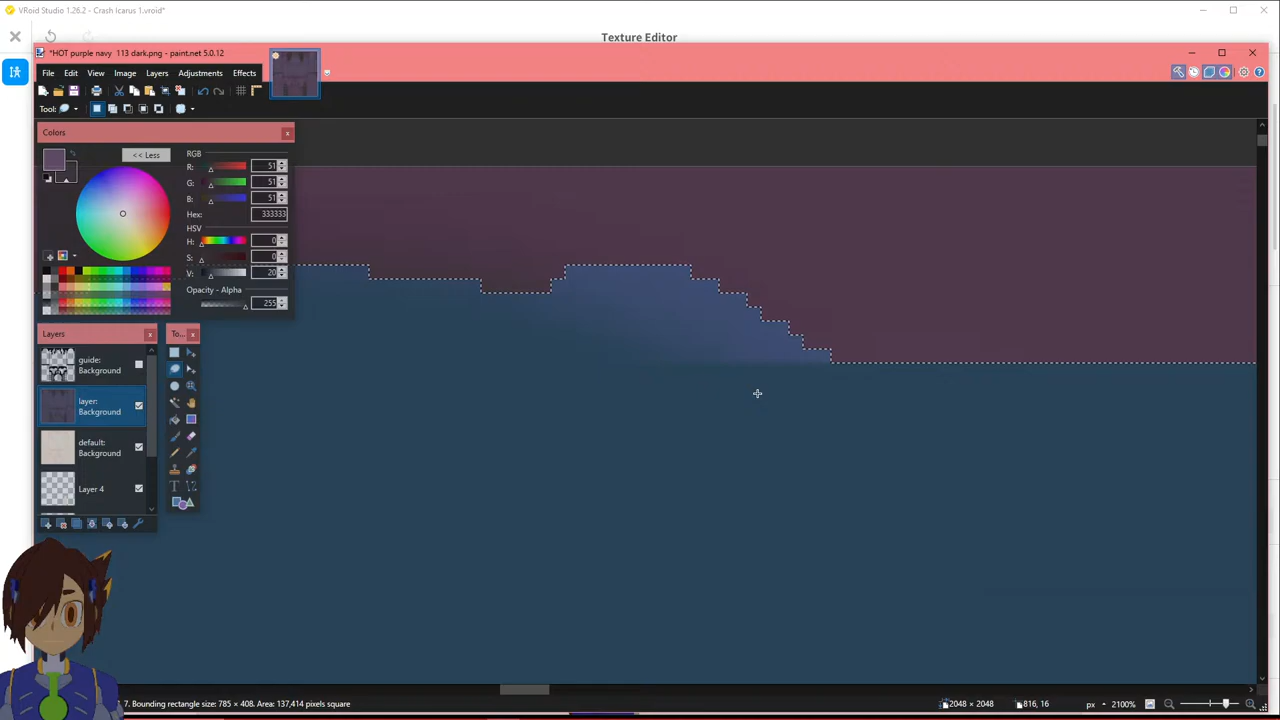 VRoid Studio 1.26.2 - Crash Icarus 1.vroid*
Texture Editor
*HOT purple navy 113 dark.png - paint.net 5.0.12
File Edit View Image Layers Adjustments Effects
Tool:
Colors
<< Less
RGB
R: 51
G: 51
B: 51
Hex: 333333
HSV
H: 0
S: 0
V: 20
Opacity - Alpha
255
Layers
To...
guide:
Background
layer:
Background
default:
Background
Layer 4
, 7. Bounding rectangle size: 785 × 408. Area: 137,414 pixels square
2048 × 2048
816, 16
px
2100%